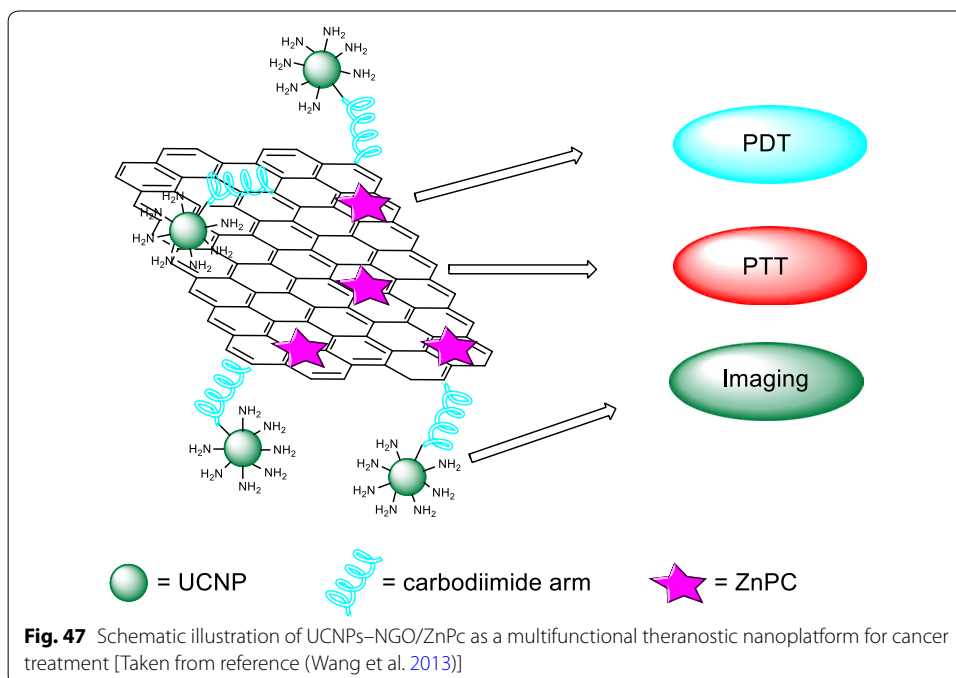 H₂N NH₂
H₂N NH₂
H₂N NH₂
H₂N NH₂
PDT
H₂N NH₂
H₂N NH₂
H₂N NH₂
H₂N NH₂
PTT
Imaging
NH₂
H₂N NH₂
H₂N NH₂
H₂N NH₂
NH₂
H₂N NH₂
H₂N NH₂
H₂N NH₂
H₂N NH₂
= UCNP
= carbodiimide arm
= ZnPC
Fig. 47 Schematic illustration of UCNPs–NGO/ZnPc as a multifunctional theranostic nanoplatform for cancer
treatment [Taken from reference (Wang et al. 2013)]